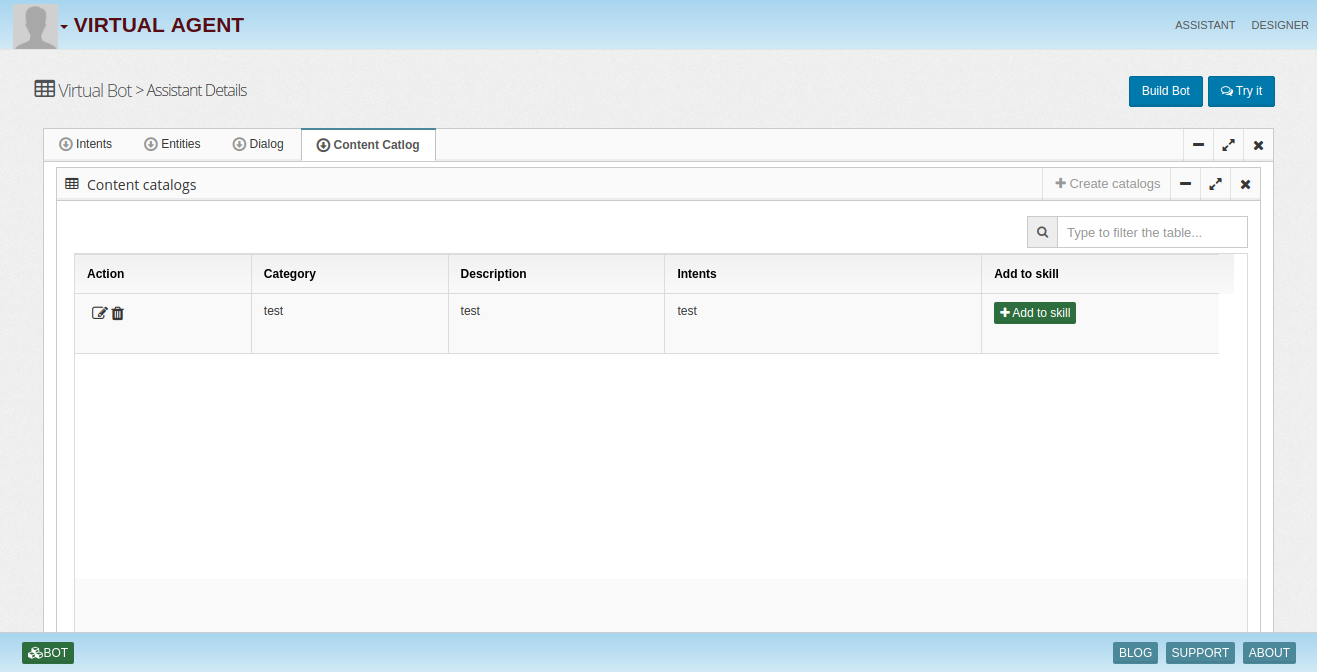 VIRTUAL AGENT ASSISTANT DESIGNER
Virtual Bot > Assistant Details Build Bot Try it
Intents Entities Dialog Content Catlog
Content catalogs Create catalogs
Type to filter the table...
Action Category Description Intents Add to skill
test test test Add to skill
BOT BLOG SUPPORT ABOUT